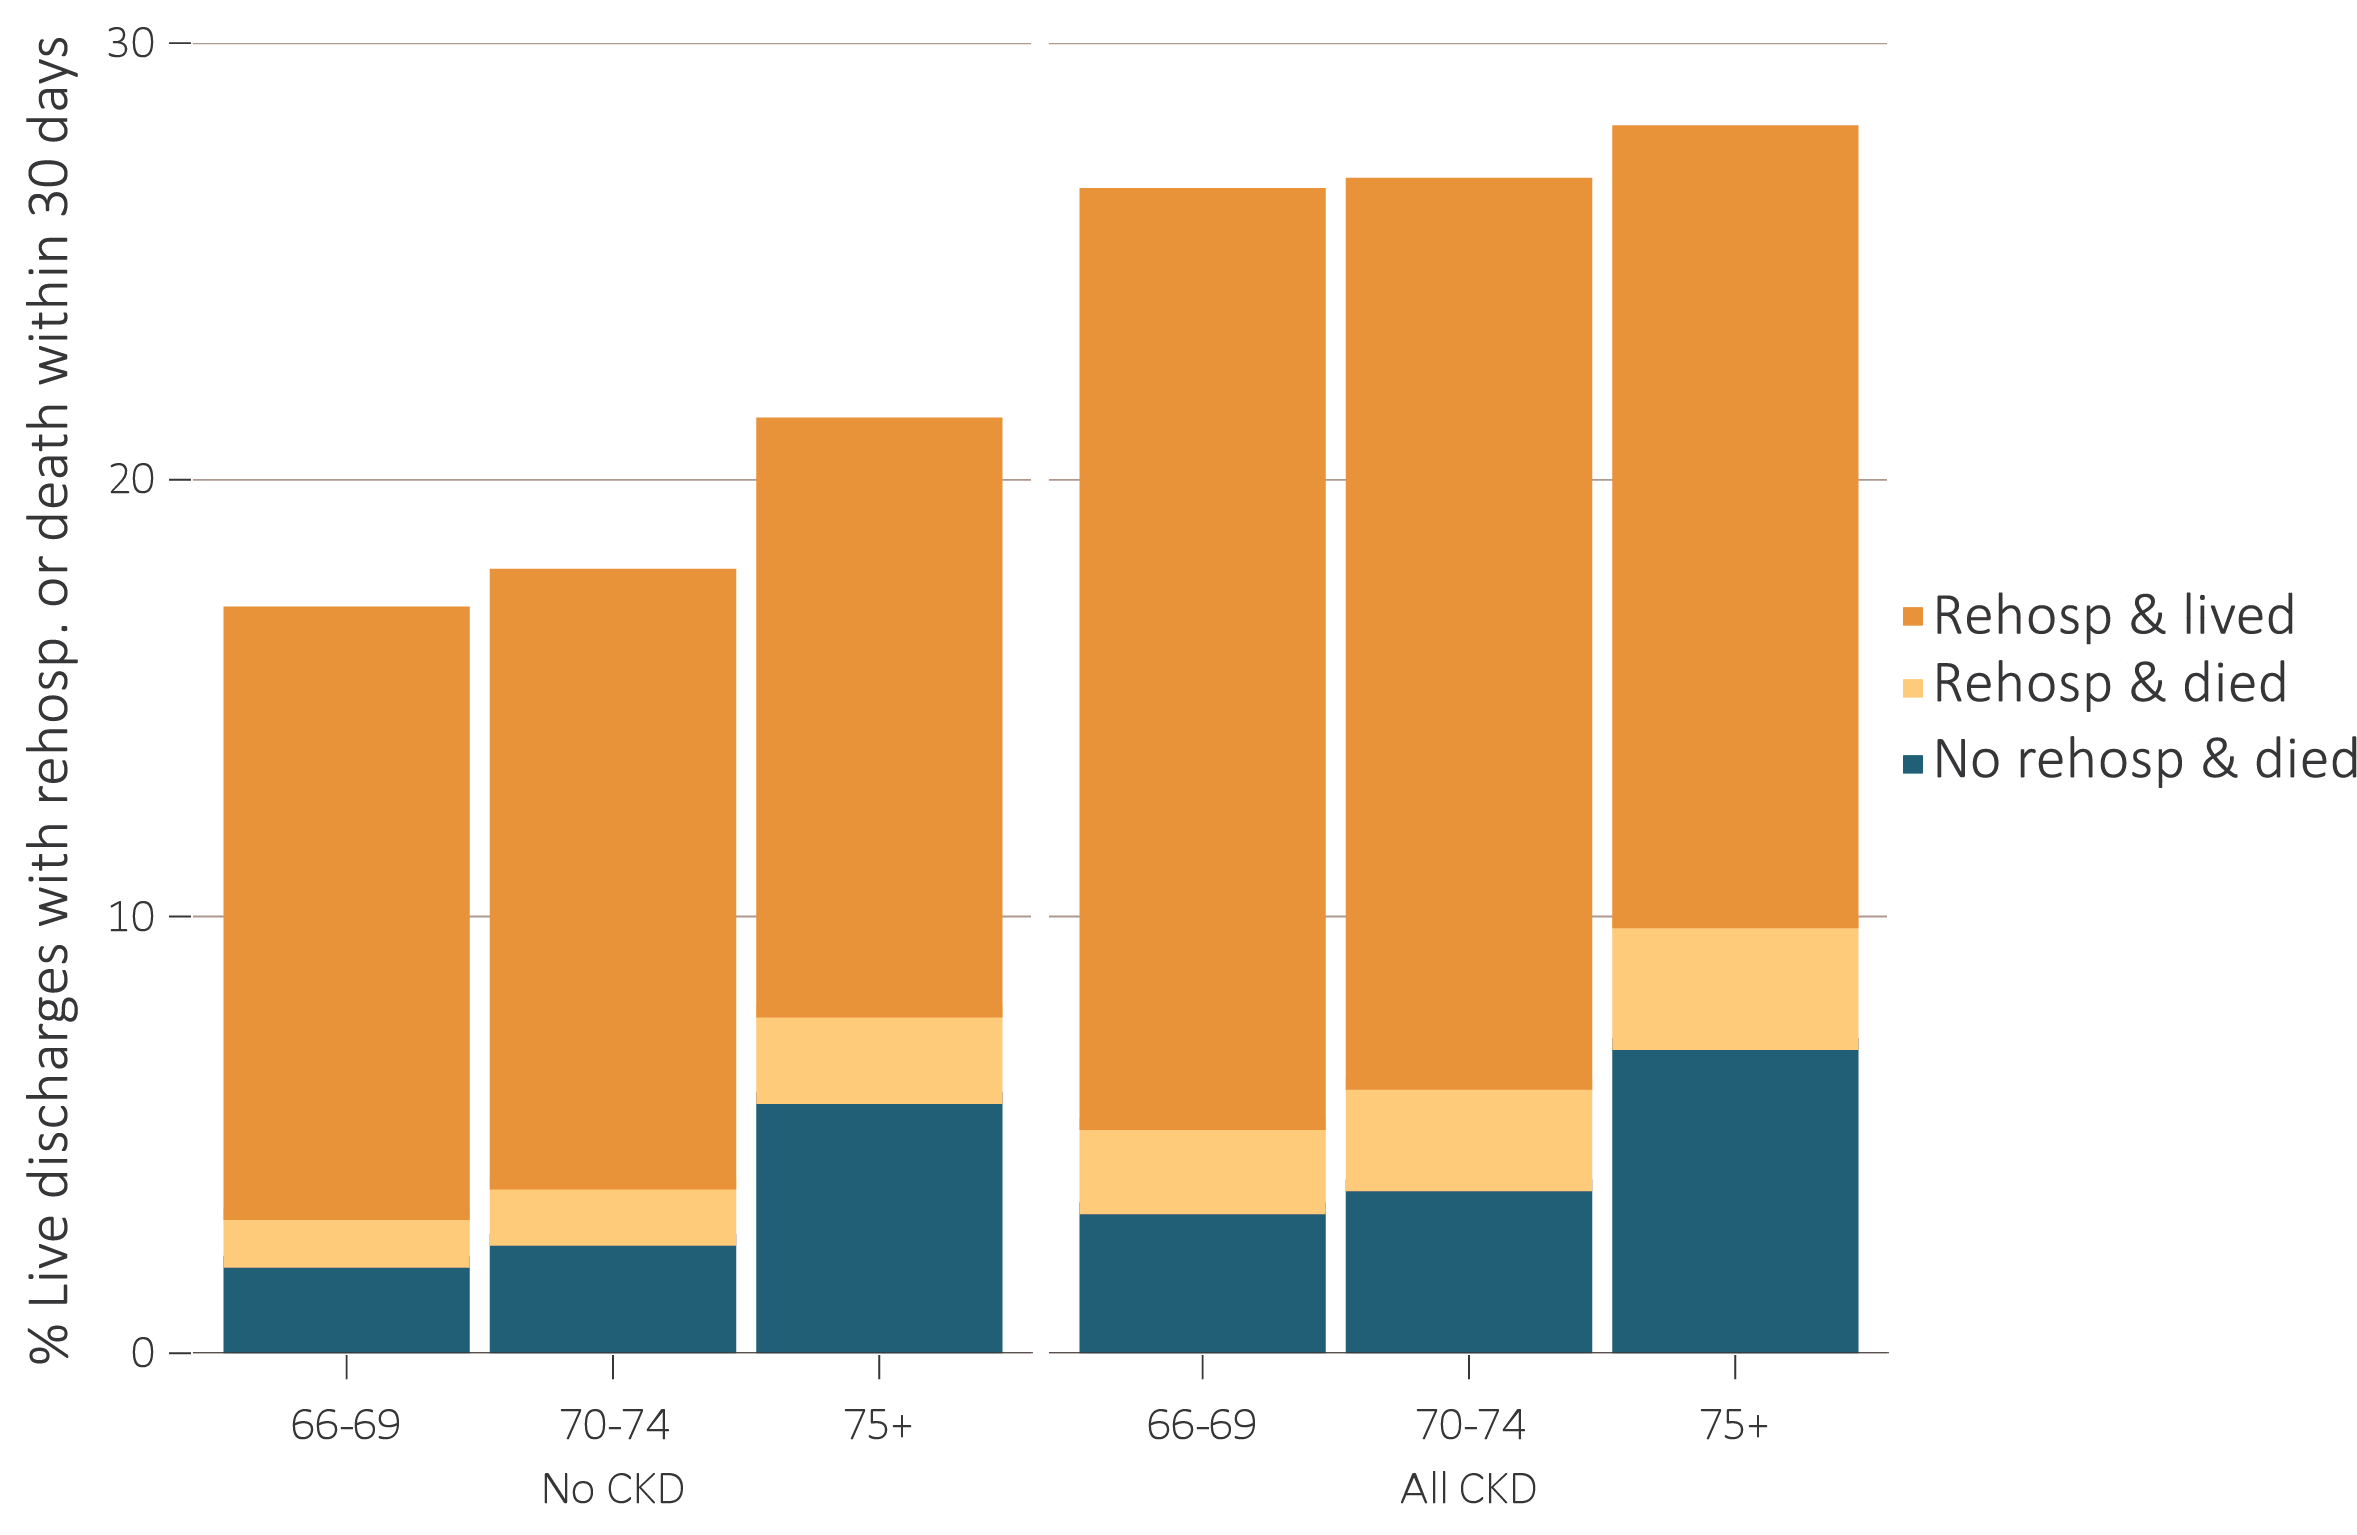 % Live discharges with rehosp. or death within 30 days
30
20
10
0
66-69
70-74
75+
66-69
70-74
75+
No CKD
All CKD
Rehosp & lived
Rehosp & died
No rehosp & died